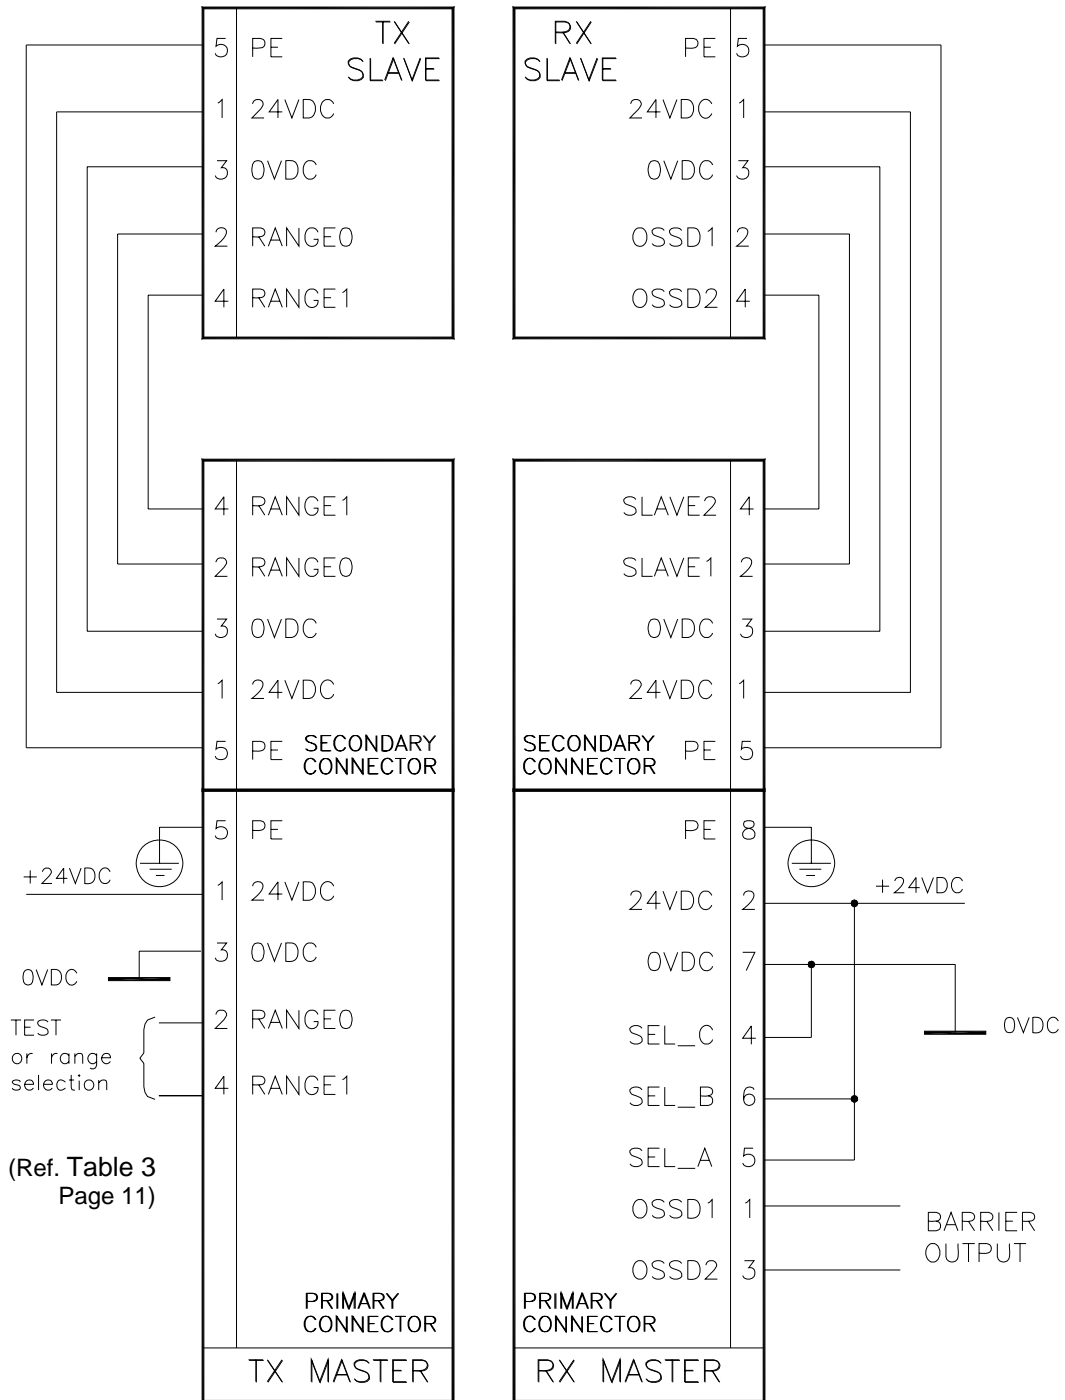 TX
SLAVE
5 PE
1 24VDC
3 0VDC
2 RANGE0
4 RANGE1
RX
SLAVE
PE 5
24VDC 1
0VDC 3
OSSD1 2
OSSD2 4
4 RANGE1
2 RANGE0
3 0VDC
1 24VDC
5 PE
SECONDARY
CONNECTOR
SLAVE2 4
SLAVE1 2
0VDC 3
24VDC 1
PE 5
SECONDARY
CONNECTOR
5 PE
+24VDC
1 24VDC
3 0VDC
0VDC
2 RANGE0
TEST
or range
selection
4 RANGE1
(Ref. Table 3
Page 11)
PRIMARY
CONNECTOR
TX MASTER
PE 8
+24VDC
24VDC 2
0VDC 7
0VDC
SEL_C 4
SEL_B 6
SEL_A 5
OSSD1 1
OSSD2 3
BARRIER
OUTPUT
PRIMARY
CONNECTOR
RX MASTER